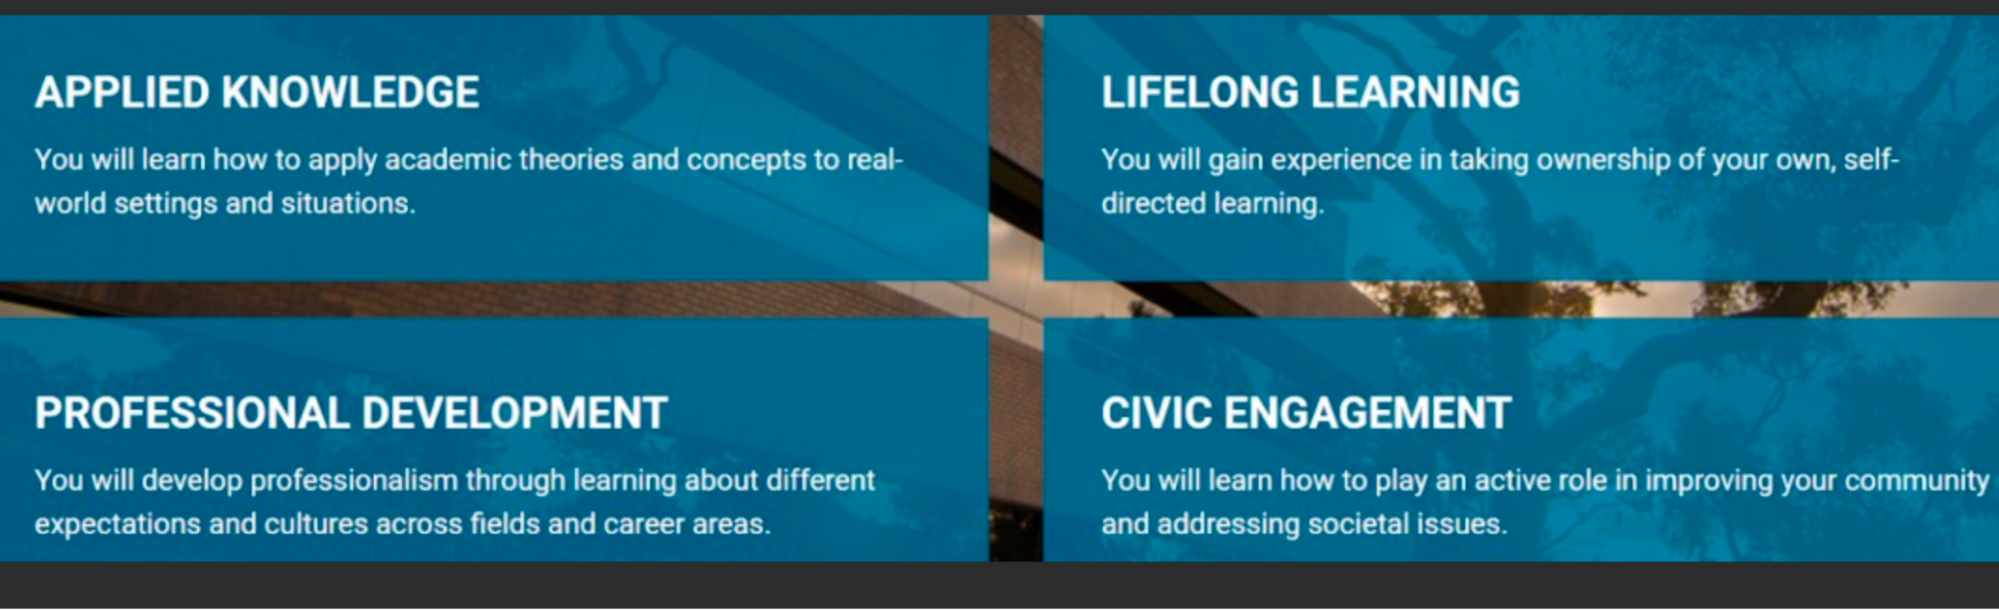 APPLIED KNOWLEDGE
You will learn how to apply academic theories and concepts to real-
world settings and situations.
LIFELONG LEARNING
You will gain experience in taking ownership of your own, self-
directed learning.
PROFESSIONAL DEVELOPMENT
You will develop professionalism through learning about different
expectations and cultures across fields and career areas.
CIVIC ENGAGEMENT
You will learn how to play an active role in improving your community
and addressing societal issues.